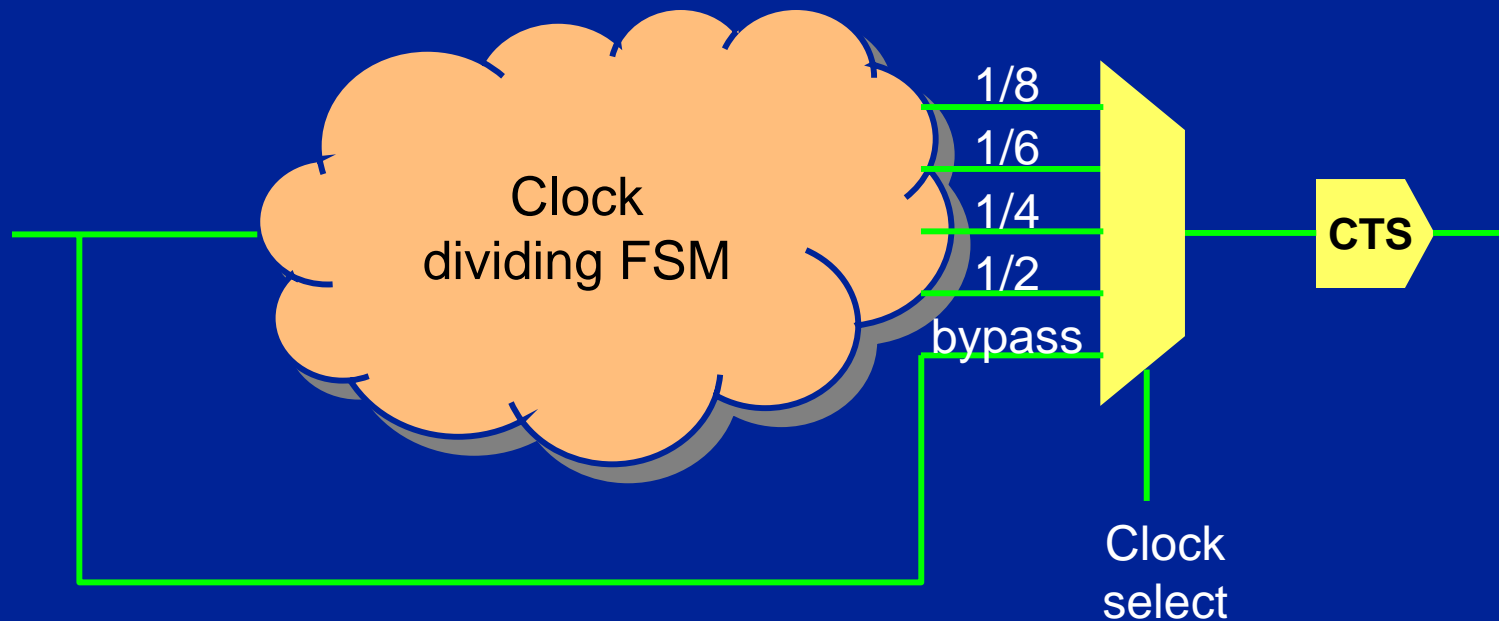 1/8
1/6
Clock
dividing FSM
1/4
CTS
1/2
bypass
Clock
select